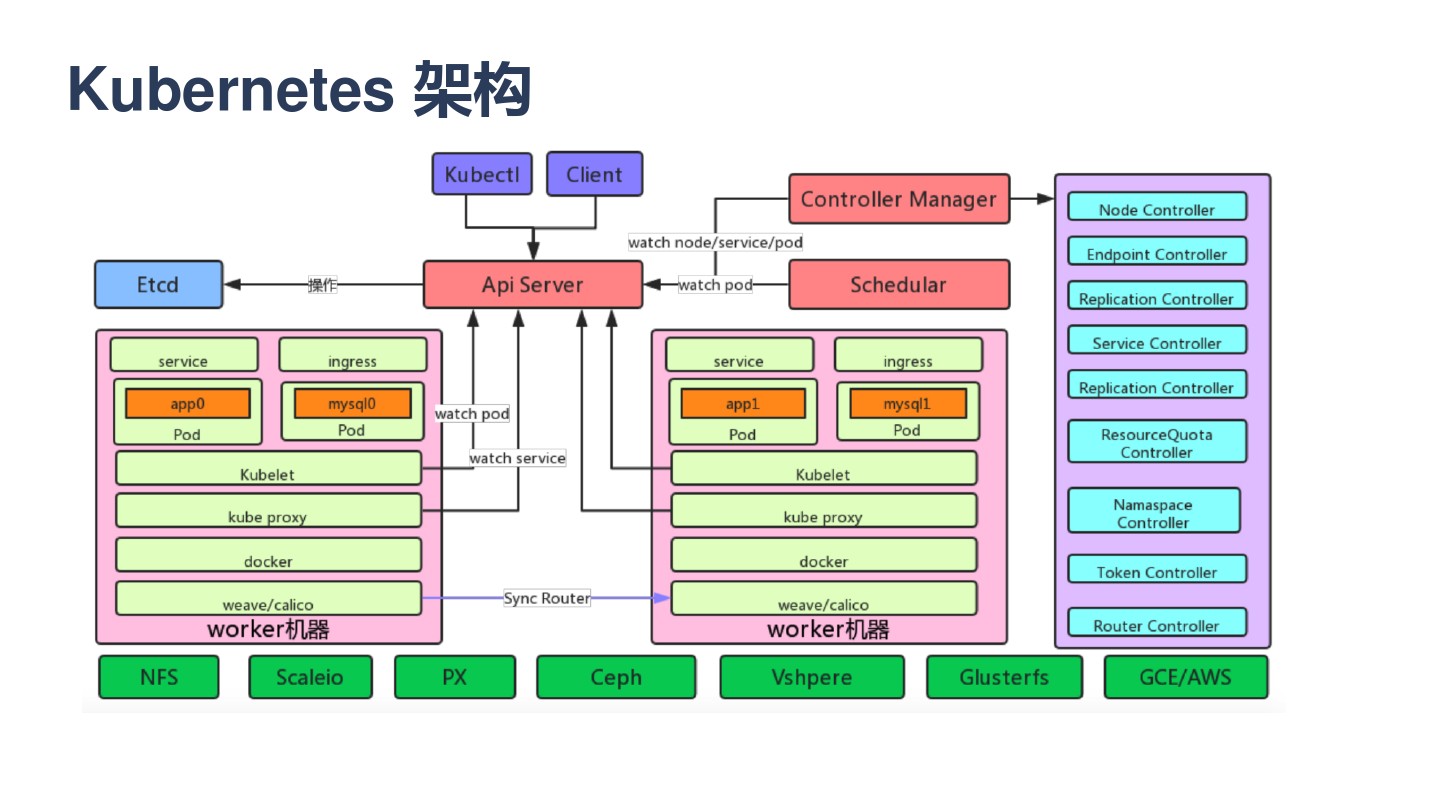 Kubernetes 架构
Kubectl
Client
Controller Manager
watch node/service/pod
Etcd
操作
Api Server
watch pod
Schedular
service
ingress
app0
Pod
mysql0
Pod
Kubelet
kube proxy
docker
weave/calico
worker机器
watch pod
watch service
Sync Router
service
ingress
app1
Pod
mysql1
Pod
Kubelet
kube proxy
docker
weave/calico
worker机器
Node Controller
Endpoint Controller
Replication Controller
Service Controller
Replication Controller
ResourceQuota
Controller
Namaspace
Controller
Token Controller
Router Controller
NFS
Scaleio
PX
Ceph
Vshpere
Glusterfs
GCE/AWS